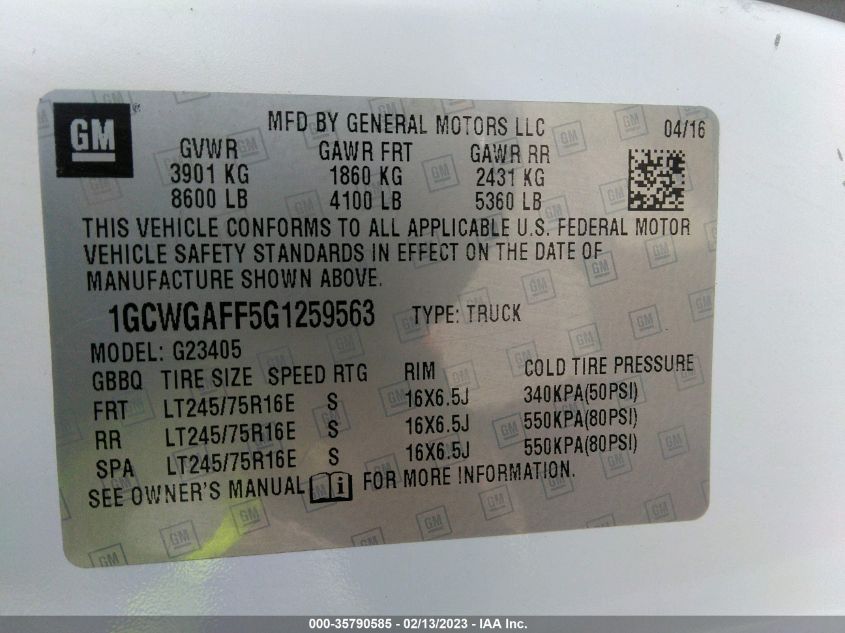 GM
MFD BY GENERAL MOTORS LLC 04/16
GVWR GAWR FRT GAWR RR
3901 KG 1860 KG 2431 KG
8600 LB 4100 LB 5360 LB
THIS VEHICLE CONFORMS TO ALL APPLICABLE U.S. FEDERAL MOTOR
VEHICLE SAFETY STANDARDS IN EFFECT ON THE DATE OF
MANUFACTURE SHOWN ABOVE.
1GCWGAFF5G1259563 TYPE: TRUCK
MODEL: G23405
GBBQ TIRE SIZE SPEED RTG RIM COLD TIRE PRESSURE
FRT LT245/75R16E S 16X6.5J 340KPA(50PSI)
RR LT245/75R16E S 16X6.5J 550KPA(80PSI)
SPA LT245/75R16E S 16X6.5J 550KPA(80PSI)
SEE OWNER'S MANUAL i FOR MORE INFORMATION.
000-35790585 - 02/13/2023 - IAA Inc.